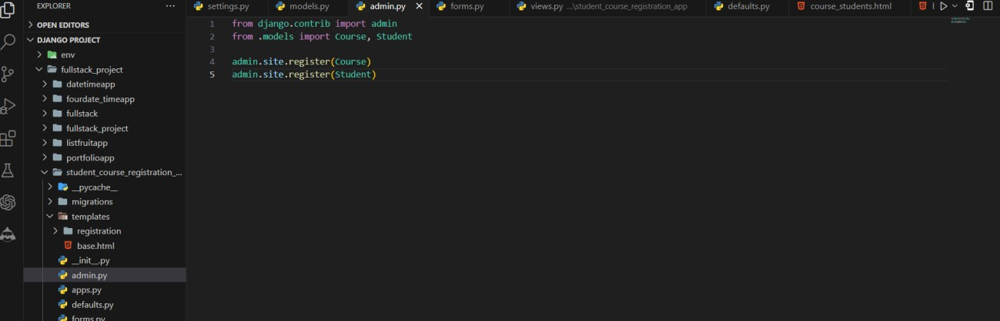 EXPLORER
···
OPEN EDITORS
DJANGO PROJECT
env
fullstack_project
datetimeapp
fourdate_timeapp
fullstack
fullstack_project
listfruitapp
portfolioapp
student_course_registration_...
__pycache__
migrations
templates
registration
base.html
__init__.py
admin.py
apps.py
defaults.py
forms.py
settings.py
models.py
admin.py
forms.py
views.py ...\student_course_registration_app
defaults.py
course_students.html
1 from django.contrib import admin
2 from .models import Course, Student
3
4 admin.site.register(Course)
5 admin.site.register(Student)